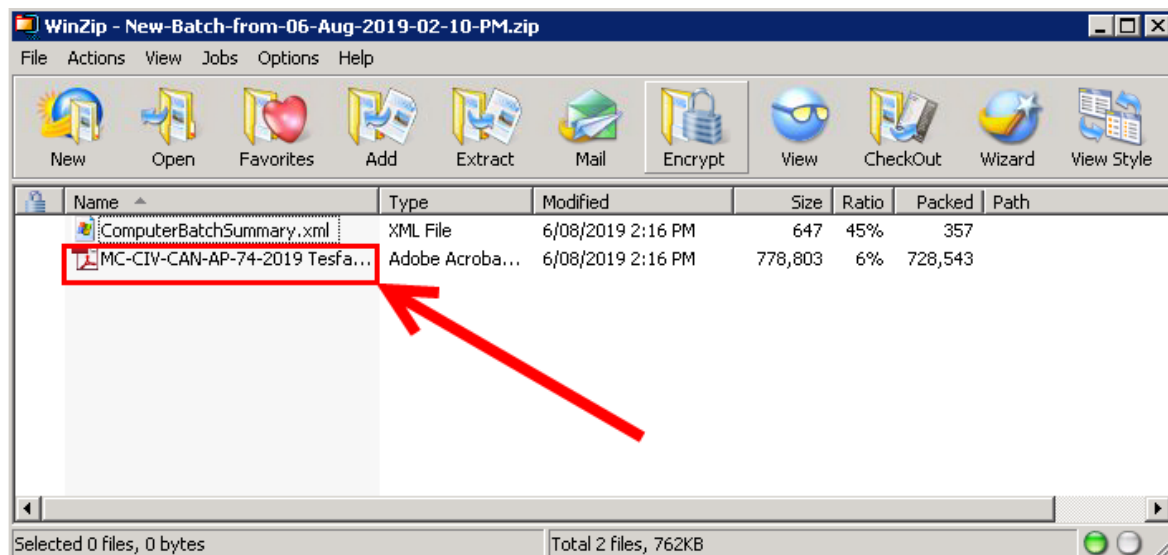 WinZip - New-Batch-from-06-Aug-2019-02-10-PM.zip
File Actions View Jobs Options Help
New Open Favorites Add Extract Mail Encrypt View CheckOut Wizard View Style
Name Type Modified Size Ratio Packed Path
ComputerBatchSummary.xml XML File 6/08/2019 2:16 PM 647 45% 357
MC-CIV-CAN-AP-74-2019 Tesfa... Adobe Acroba... 6/08/2019 2:16 PM 778,803 6% 728,543
Selected 0 files, 0 bytes Total 2 files, 762KB